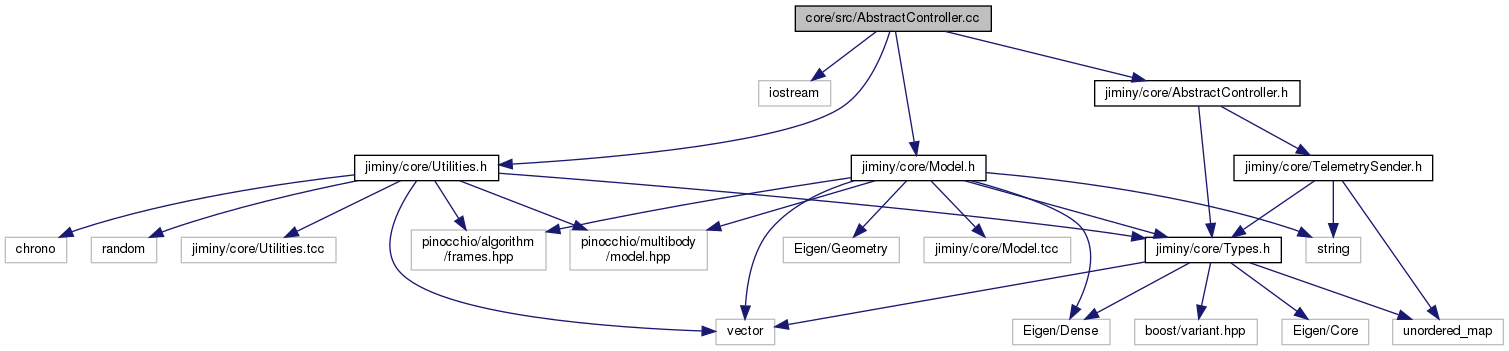 core/src/AbstractController.cc
iostream
jiminy/core/AbstractController.h
jiminy/core/Utilities.h
jiminy/core/Model.h
jiminy/core/TelemetrySender.h
chrono
random
jiminy/core/Utilities.tcc
pinocchio/algorithm
/frames.hpp
pinocchio/multibody
/model.hpp
Eigen/Geometry
jiminy/core/Model.tcc
jiminy/core/Types.h
string
vector
Eigen/Dense
boost/variant.hpp
Eigen/Core
unordered_map